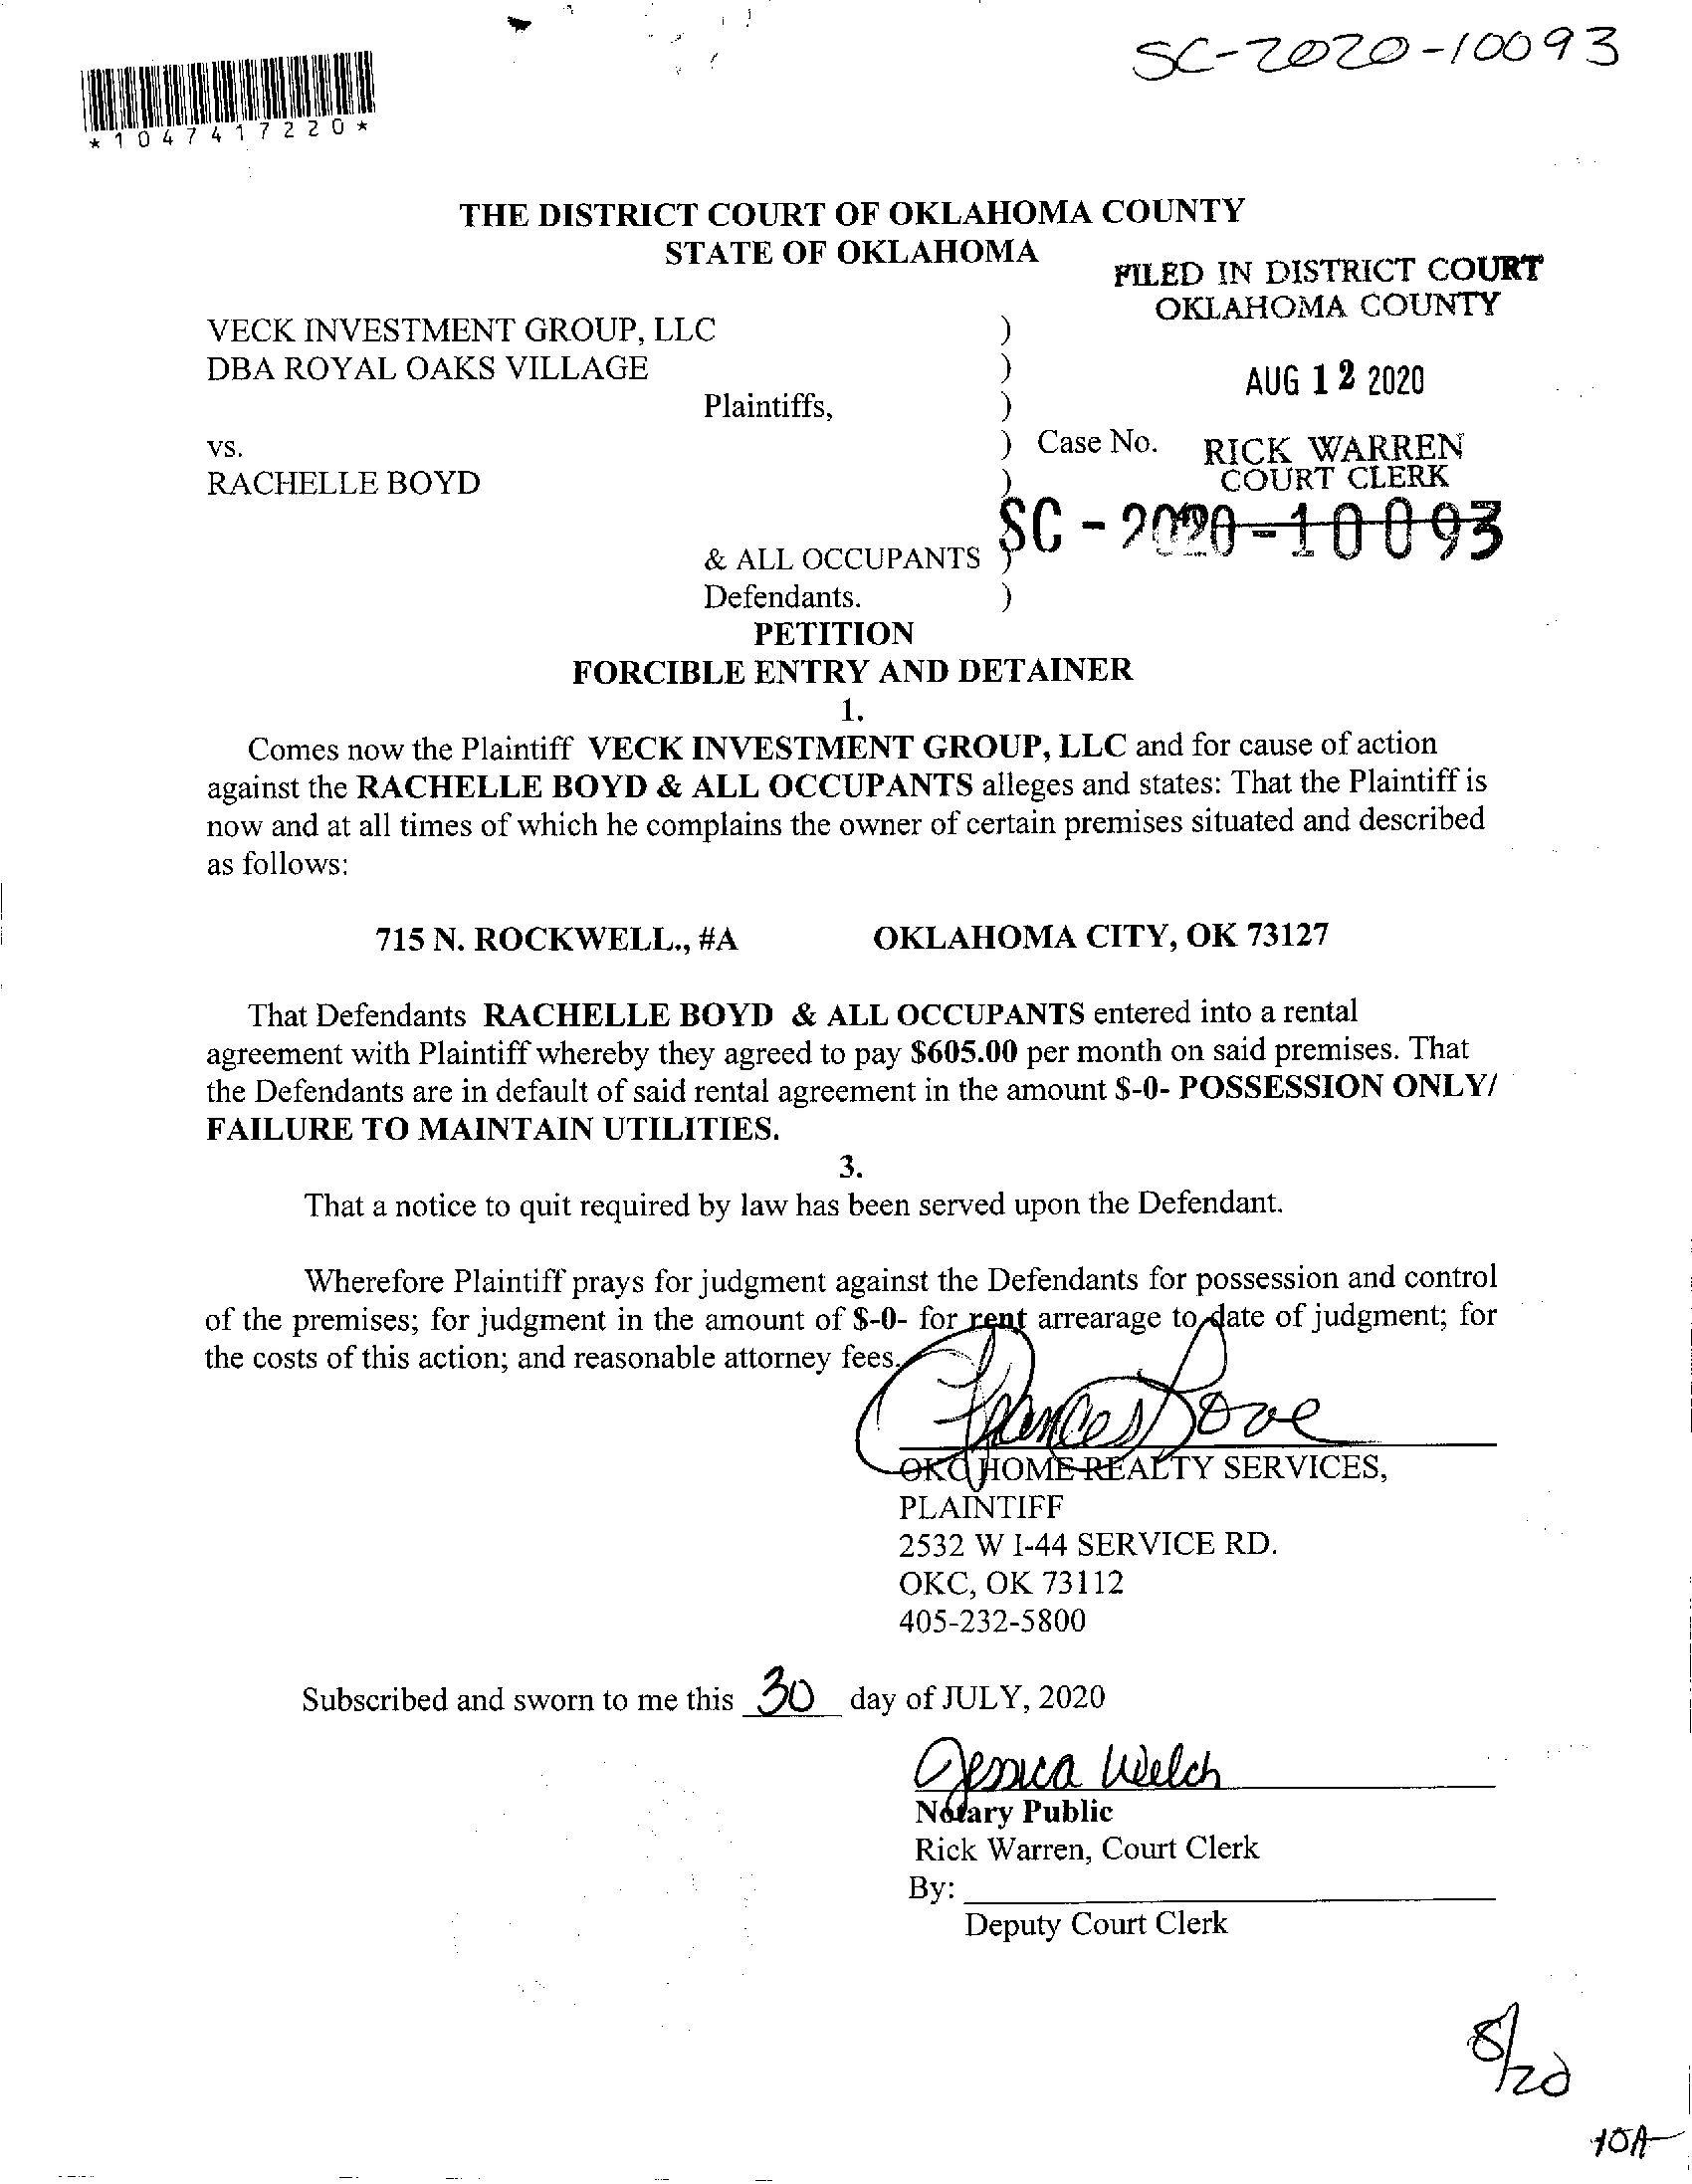 SC-2020-10093
*1047417220*
THE DISTRICT COURT OF OKLAHOMA COUNTY
STATE OF OKLAHOMA
FILED IN DISTRICT COURT
OKLAHOMA COUNTY
VECK INVESTMENT GROUP, LLC )
DBA ROYAL OAKS VILLAGE )
AUG 12 2020
Plaintiffs, )
vs. ) Case No. RICK WARREN
COURT CLERK
RACHELLE BOYD )
SC-2020-10093
& ALL OCCUPANTS )
Defendants. )
PETITION
FORCIBLE ENTRY AND DETAINER
1.
Comes now the Plaintiff VECK INVESTMENT GROUP, LLC and for cause of action
against the RACHELLE BOYD & ALL OCCUPANTS alleges and states: That the Plaintiff is
now and at all times of which he complains the owner of certain premises situated and described
as follows:
715 N. ROCKWELL., #A OKLAHOMA CITY, OK 73127
That Defendants RACHELLE BOYD & ALL OCCUPANTS entered into a rental
agreement with Plaintiff whereby they agreed to pay $605.00 per month on said premises. That
the Defendants are in default of said rental agreement in the amount $-0- POSSESSION ONLY/
FAILURE TO MAINTAIN UTILITIES.
3.
That a notice to quit required by law has been served upon the Defendant.
Wherefore Plaintiff prays for judgment against the Defendants for possession and control
of the premises; for judgment in the amount of $-0- for rent arrearage to date of judgment; for
the costs of this action; and reasonable attorney fees.
Frances Love
OKC HOME REALTY SERVICES,
PLAINTIFF
2532 W I-44 SERVICE RD.
OKC, OK 73112
405-232-5800
Subscribed and sworn to me this 30 day of JULY, 2020
Jessica Welch
Notary Public
Rick Warren, Court Clerk
By:
Deputy Court Clerk
8/20
10A